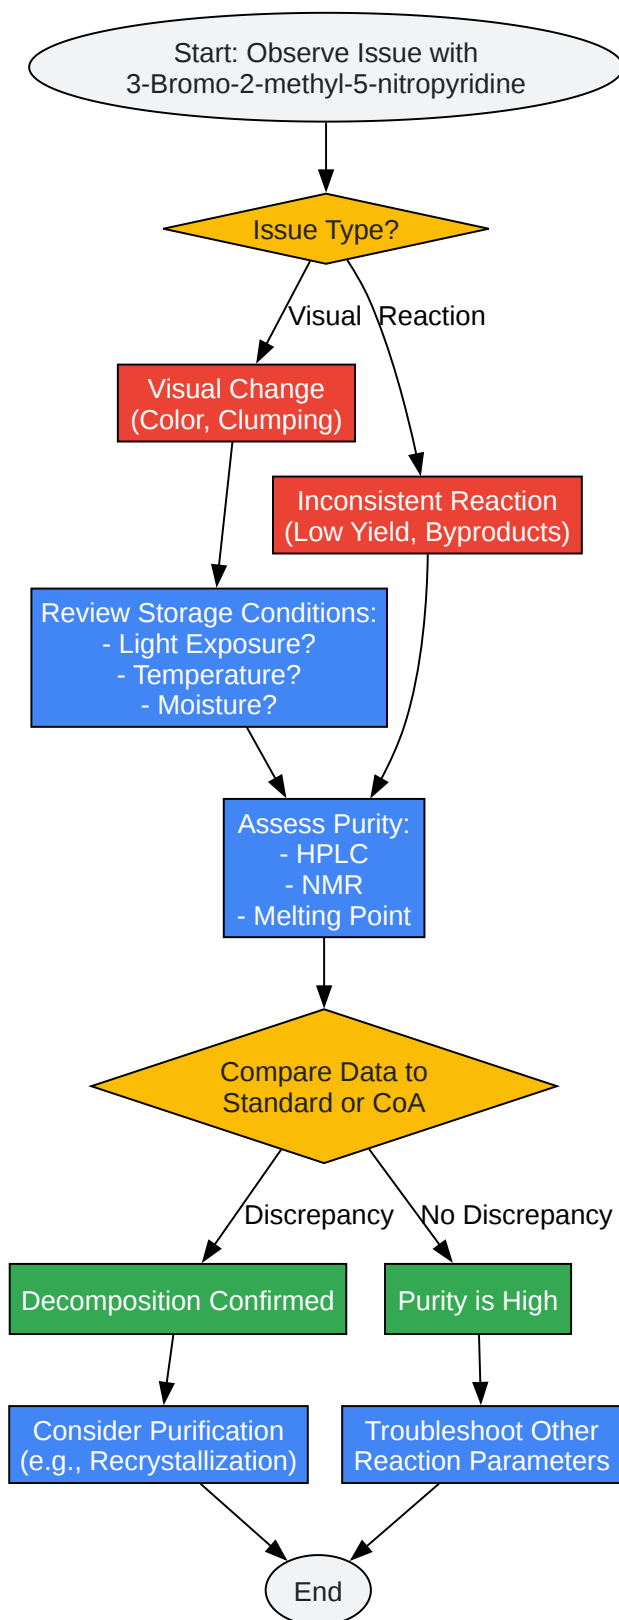 Start: Observe Issue with
3-Bromo-2-methyl-5-nitropyridine
Issue Type?
Visual
Reaction
Visual Change
(Color, Clumping)
Inconsistent Reaction
(Low Yield, Byproducts)
Review Storage Conditions:
- Light Exposure?
- Temperature?
- Moisture?
Assess Purity:
- HPLC
- NMR
- Melting Point
Compare Data to
Standard or CoA
Discrepancy
No Discrepancy
Decomposition Confirmed
Purity is High
Consider Purification
(e.g., Recrystallization)
Troubleshoot Other
Reaction Parameters
End